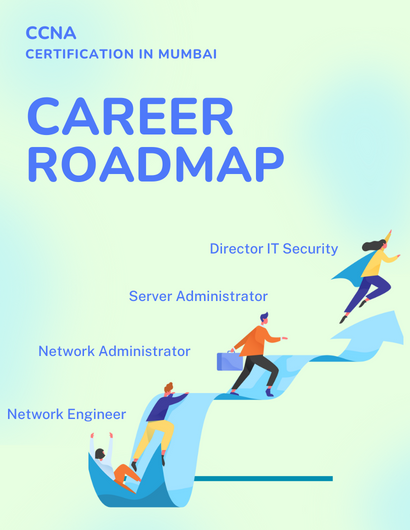 CCNA
CERTIFICATION IN MUMBAI
CAREER
ROADMAP
Director IT Security
Server Administrator
Network Administrator
Network Engineer